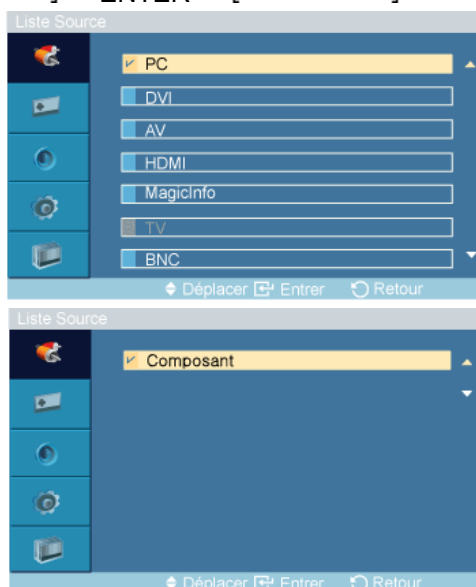 Liste Source
PC
DVI
AV
HDMI
MagicInfo
TV
BNC
Déplacer Entrer Retour
Liste Source
Composant
Déplacer Entrer Retour